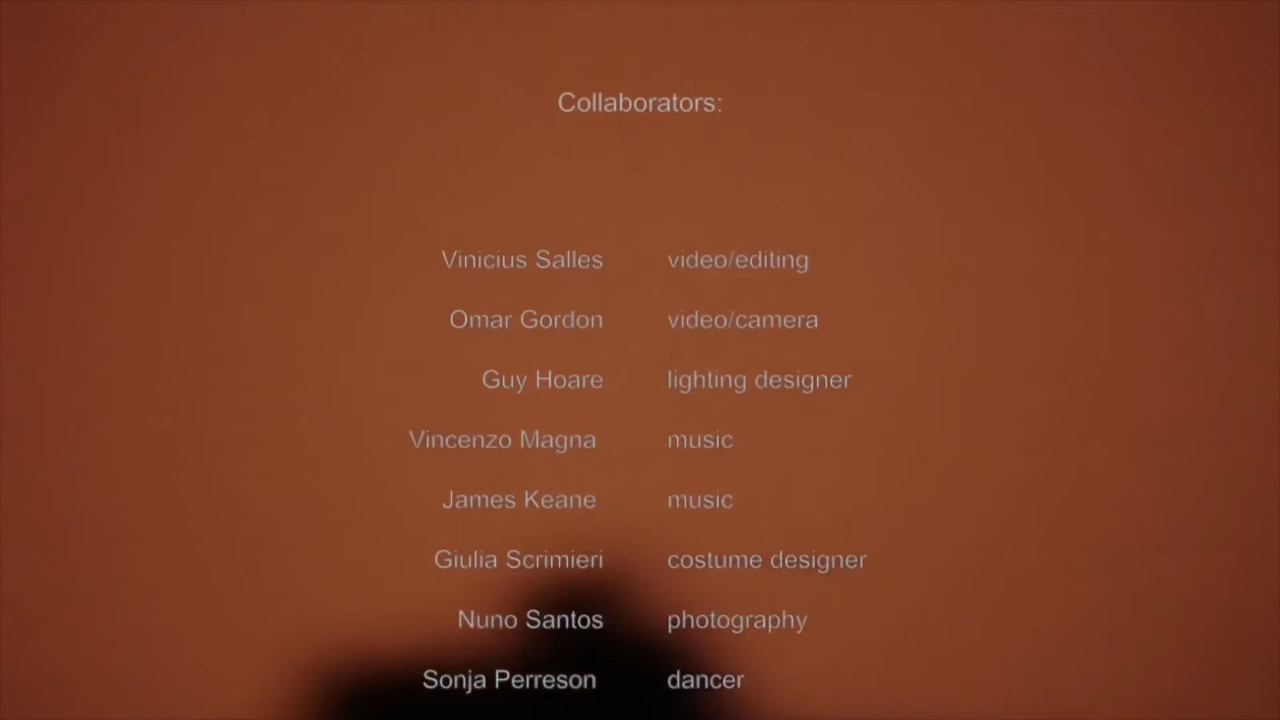 Collaborators:
Vinicius Salles video/editing
Omar Gordon video/camera
Guy Hoare lighting designer
Vincenzo Magna music
James Keane music
Giulia Scrimieri costume designer
Nuno Santos photography
Sonja Perreson dancer